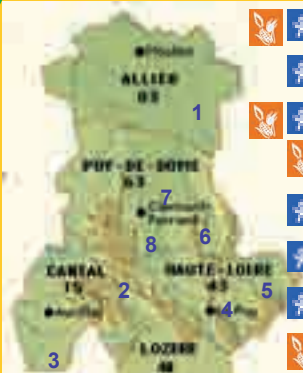 Moulins
ALLIER
03
1
PUY-DE-DOME
63
7
Clermont-
Ferrand
8
6
CANTAL
15
HAUTE-LOIRE
43
2
5
Aurillac
4
Le Puy
3
LOZERE
48